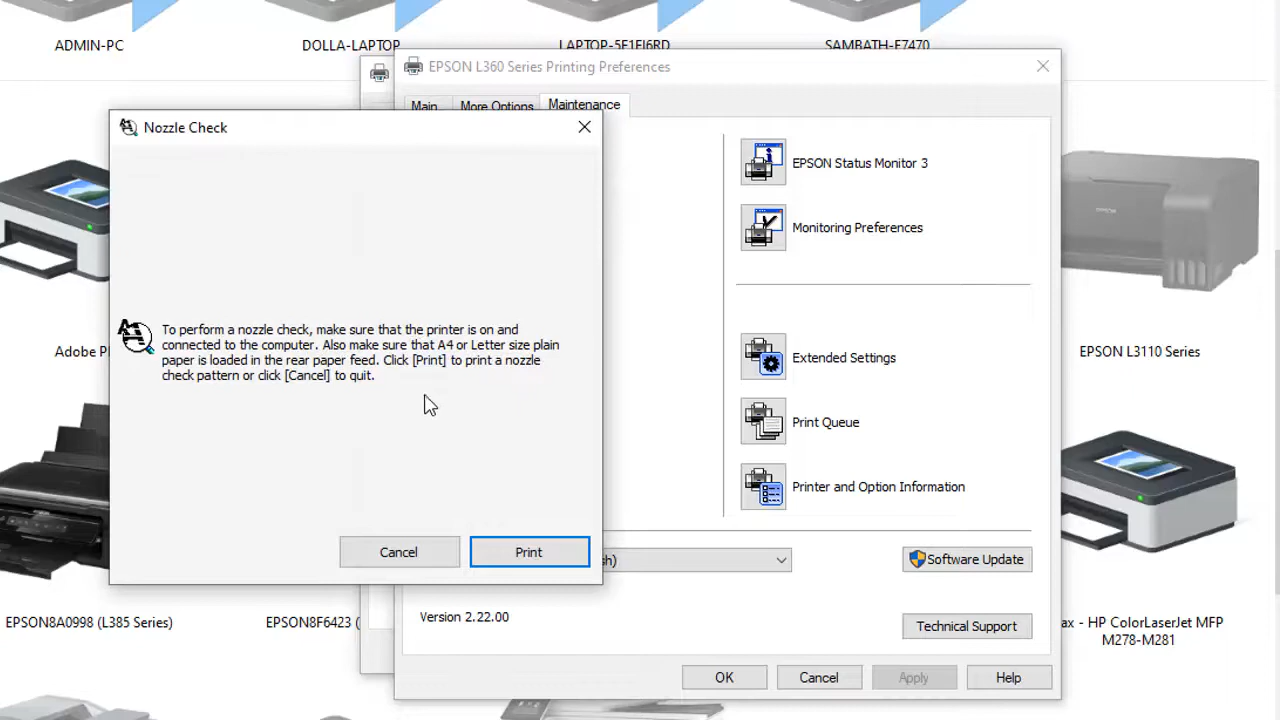 ADMIN-PC
DOLLA-LAPTOP
EPSON L360 Series Printing Preferences
Main
More Options
Maintenance
Nozzle Check
EPSON Status Monitor 3
Monitoring Preferences
To perform a nozzle check, make sure that the printer is on and
connected to the computer. Also make sure that A4 or Letter size plain
paper is loaded in the rear paper feed. Click [Print] to print a nozzle
check pattern or click [Cancel] to quit.
Extended Settings
Print Queue
Printer and Option Information
Cancel
Print
Software Update
Version 2.22.00
Technical Support
OK
Cancel
Apply
Help
Adobe
EPSON L3110 Series
EPSON8A0998 (L385 Series)
EPSON8F6423 (
ax - HP ColorLaserJet MFP
M278-M281